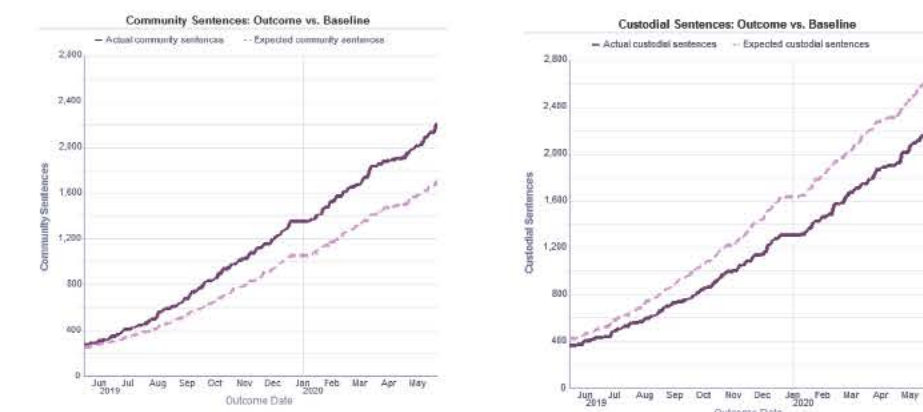 Community Sentences: Outcome vs. Baseline
Actual community sentences Expected community sentences
2,800
2,400
2,000
1,600
1,200
800
400
0
Community Sentences
Jun Jul Aug Sep Oct Nov Dec Jan Feb Mar Apr May
2019 2020
Outcome Date
Custodial Sentences: Outcome vs. Baseline
Actual custodial sentences Expected custodial sentences
2,800
2,400
2,000
1,600
1,200
800
400
0
Custodial Sentences
Jun Jul Aug Sep Oct Nov Dec Jan Feb Mar Apr May
2019 2020
Outcome Date